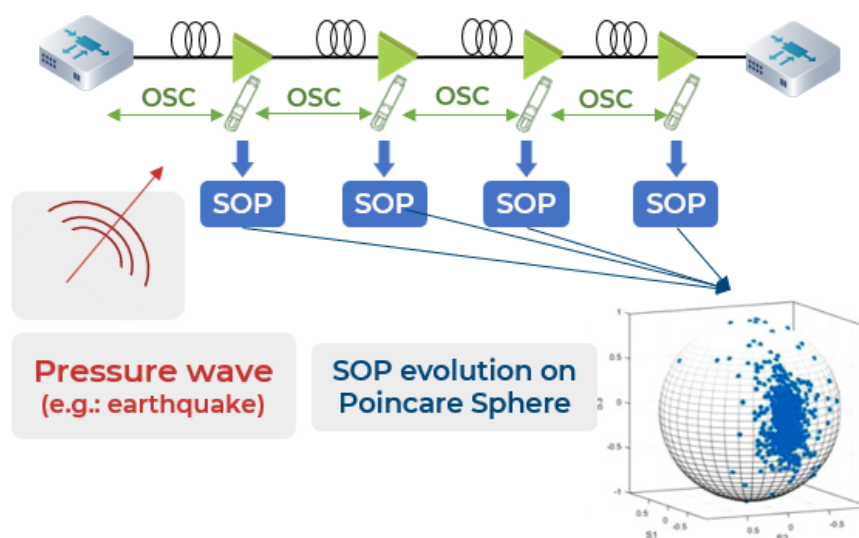 OSC
OSC
OSC
OSC
SOP
SOP
SOP
SOP
Pressure wave
(e.g.: earthquake)
SOP evolution on
Poincare Sphere
1
0.5
0
-0.5
-1
S3
0.5
0
-0.5
S1
0.5
0
-0.5